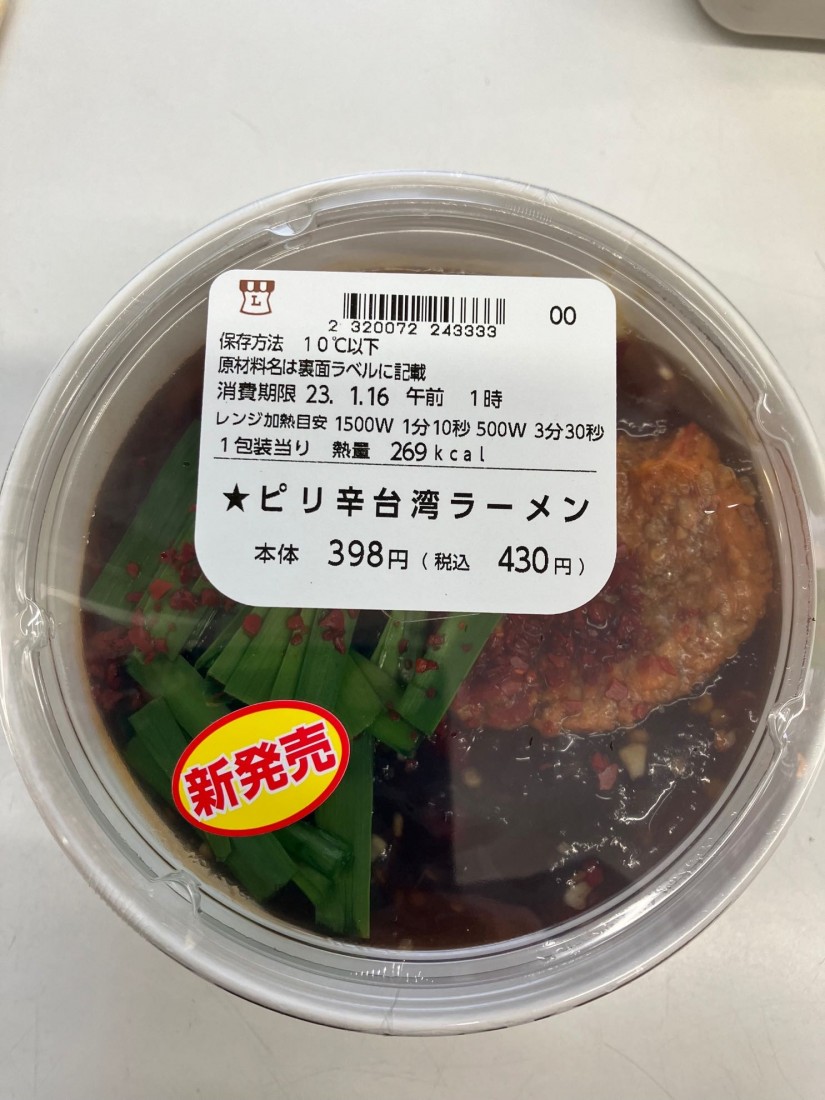 L
2 320072 243333
00
保存方法 10℃以下
原材料名は裏面ラベルに記載
消費期限 23. 1.16 午前 1時
レンジ加熱目安 1500W 1分10秒 500W 3分30秒
1包装当り 熱量 269kcal
★ピリ辛台湾ラーメン
本体 398円(税込 430円)
新発売